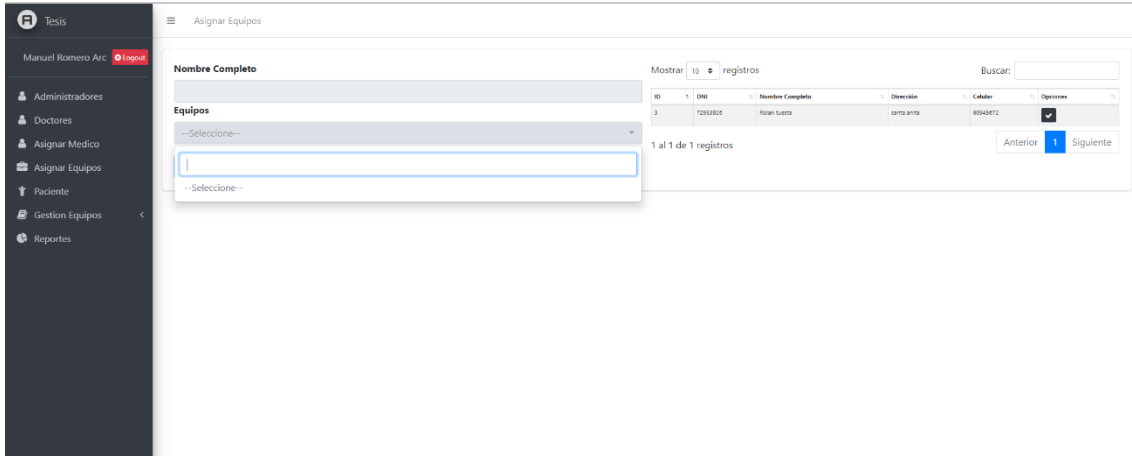 Tesis
Asignar Equipos
Manuel Romero Arc Logout
Administradores
Doctores
Asignar Medico
Asignar Equipos
Paciente
Gestion Equipos
Reportes
Nombre Completo
Equipos
--Seleccione--
--Seleccione--
Mostrar 10 registros
Buscar:
ID DNI Nombre Completo Dirección Celular Opciones
3 72953926 Rolan tuesta santa anita 90949872
1 al 1 de 1 registros
Anterior 1 Siguiente